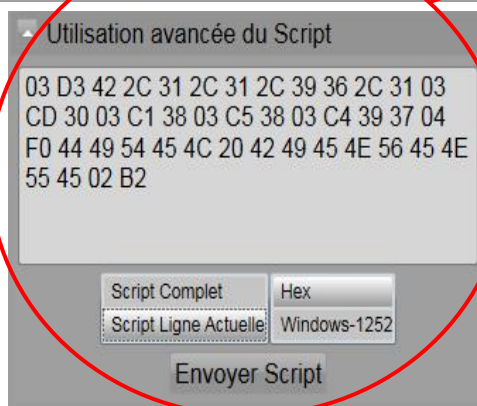 Utilisation avancée du Script
03 D3 42 2C 31 2C 31 2C 39 36 2C 31 03
CD 30 03 C1 38 03 C5 38 03 C4 39 37 04
F0 44 49 54 45 4C 20 42 49 45 4E 56 45 4E
55 45 02 B2
Script Complet Hex
Script Ligne Actuelle Windows-1252
Envoyer Script